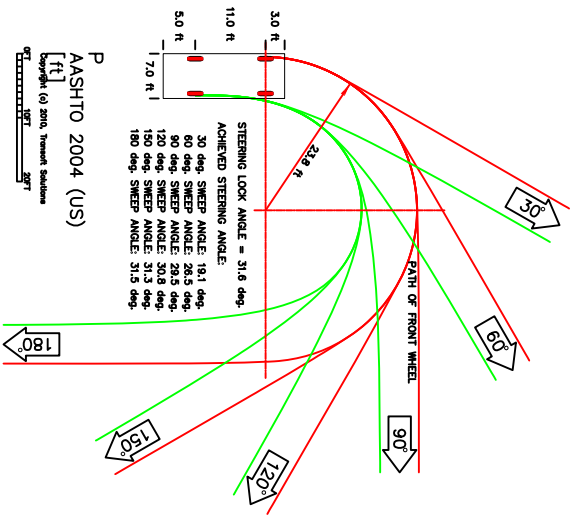 5.0 ft
11.0 ft
3.0 ft
7.0 ft
23.8 ft
P
AASHTO 2004 (US)
[ft]
Copyright (c) 2010, Transoft Solutions
0FT 10FT 20FT
STEERING LOCK ANGLE = 31.6 deg.
ACHIEVED STEERING ANGLE:
30 deg. SWEEP ANGLE: 19.1 deg.
60 deg. SWEEP ANGLE: 26.5 deg.
90 deg. SWEEP ANGLE: 29.5 deg.
120 deg. SWEEP ANGLE: 30.8 deg.
150 deg. SWEEP ANGLE: 31.3 deg.
180 deg. SWEEP ANGLE: 31.5 deg.
PATH OF FRONT WHEEL
30°
60°
90°
120°
150°
180°